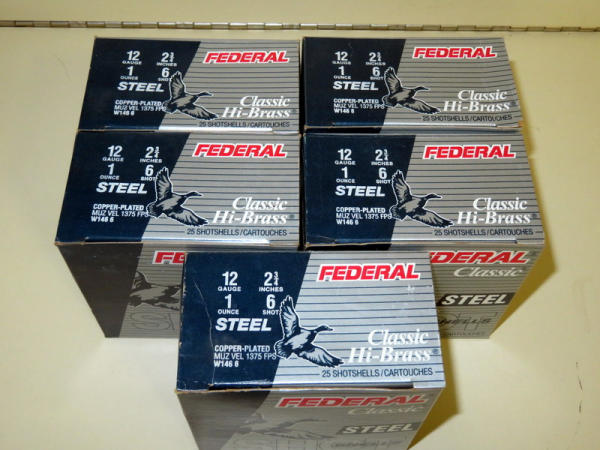 12 2¾ FEDERAL
GAUGE INCHES
1 6
OUNCE SHOT
STEEL
COPPER-PLATED
MUZ VEL 1375 FPS
W146 6
Classic
Hi-Brass®
25 SHOTSHELLS/CARTOUCHES
12 2¾ FEDERAL
GAUGE INCHES
1 6
OUNCE SHOT
STEEL
COPPER-PLATED
MUZ VEL 1375 FPS
W146 6
Classic
Hi-Brass®
25 SHOTSHELLS/CARTOUCHES
12 2¾ FEDERAL
GAUGE INCHES
1 6
OUNCE SHOT
STEEL
COPPER-PLATED
MUZ VEL 1375 FPS
W146 6
Classic
Hi-Brass®
25 SHOTSHELLS/CARTOUCHES
12 2¾ FEDERAL
GAUGE INCHES
1 6
OUNCE SHOT
STEEL
COPPER-PLATED
MUZ VEL 1375 FPS
W146 6
Classic
Hi-Brass®
25 SHOTSHELLS/CARTOUCHES
Classic
STEEL
12 2¾ FEDERAL
GAUGE INCHES
1 6
OUNCE SHOT
STEEL
COPPER-PLATED
MUZ VEL 1375 FPS
W146 6
Classic
Hi-Brass®
25 SHOTSHELLS/CARTOUCHES
FEDERAL
Classic
STEEL